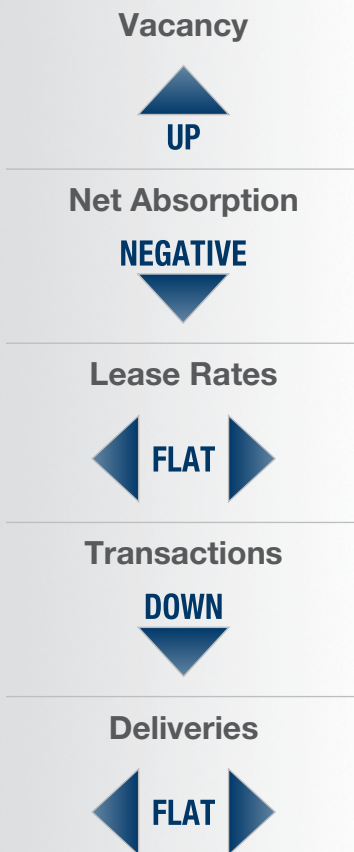 Vacancy
UP
Net Absorption
NEGATIVE
Lease Rates
FLAT
Transactions
DOWN
Deliveries
FLAT